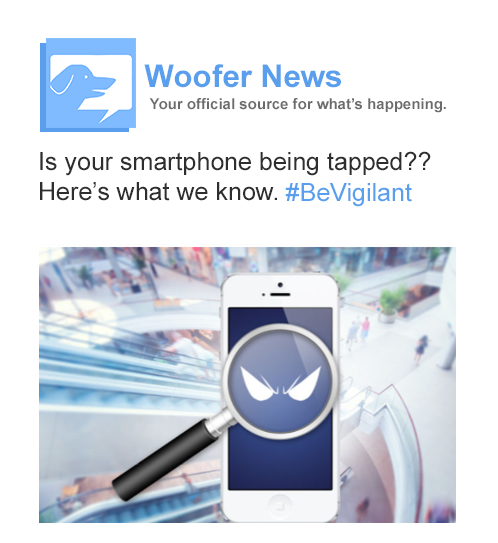 Woofer News
Your official source for what’s happening.
Is your smartphone being tapped??
Here’s what we know. #BeVigilant